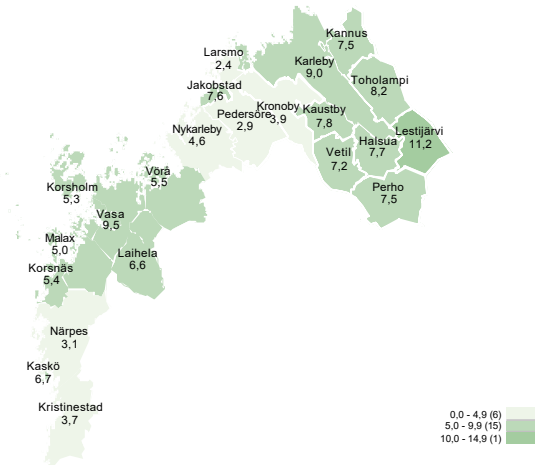 Kannus
7,5
Larsmo
2,4
Karleby
9,0
Toholampi
8,2
Jakobstad
7,6
Pedersöre
2,9
Kronoby
3,9
Kaustby
7,8
Nykarleby
4,6
Lestijärvi
11,2
Halsua
7,7
Vetil
7,2
Perho
7,5
Vörå
5,5
Korsholm
5,3
Vasa
9,5
Malax
5,0
Laihela
6,6
Korsnäs
5,4
Närpes
3,1
Kaskö
6,7
Kristinestad
3,7
0,0 - 4,9 (6)
5,0 - 9,9 (15)
10,0 - 14,9 (1)